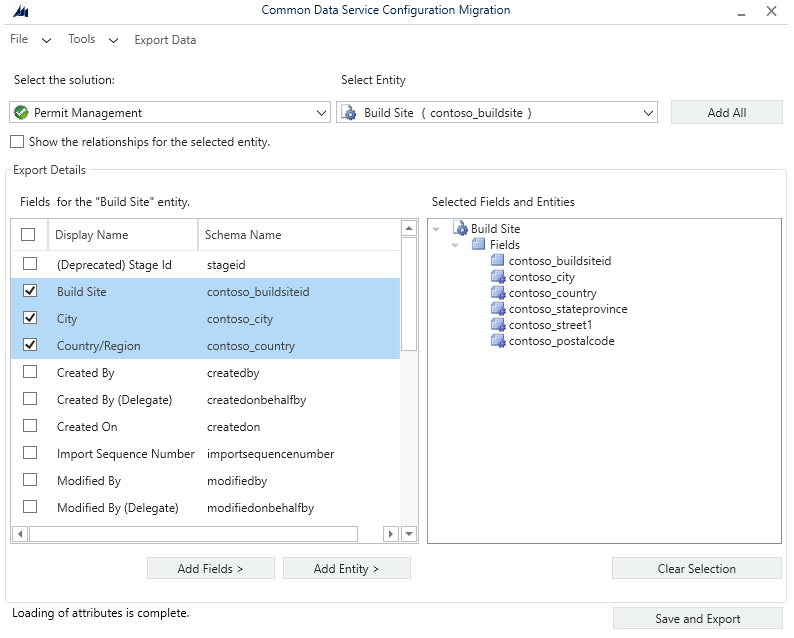 Common Data Service Configuration Migration
File Tools Export Data
Select the solution: Select Entity
Permit Management Build Site ( contoso_buildsite ) Add All
Show the relationships for the selected entity.
Export Details
Fields for the "Build Site" entity. Selected Fields and Entities
Display Name Schema Name
(Deprecated) Stage Id stageid
Build Site contoso_buildsiteid
City contoso_city
Country/Region contoso_country
Created By createdby
Created By (Delegate) createdonbehalfby
Created On createdon
Import Sequence Number importsequencenumber
Modified By modifiedby
Modified By (Delegate) modifiedonbehalfby
Build Site
Fields
contoso_buildsiteid
contoso_city
contoso_country
contoso_stateprovince
contoso_street1
contoso_postalcode
Add Fields > Add Entity > Clear Selection
Loading of attributes is complete.
Save and Export